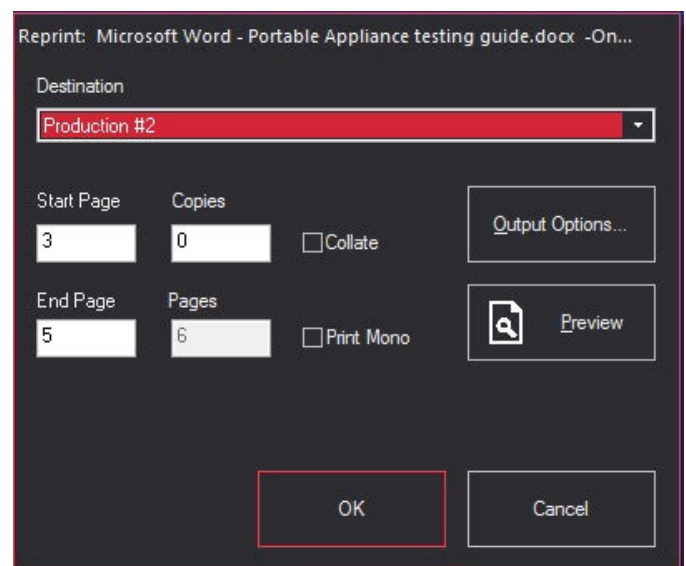 Reprint: Microsoft Word - Portable Appliance testing guide.docx -On...
Destination
Production #2
Start Page Copies
3 0 Collate
Output Options...
End Page Pages
5 6 Print Mono
Preview
OK Cancel